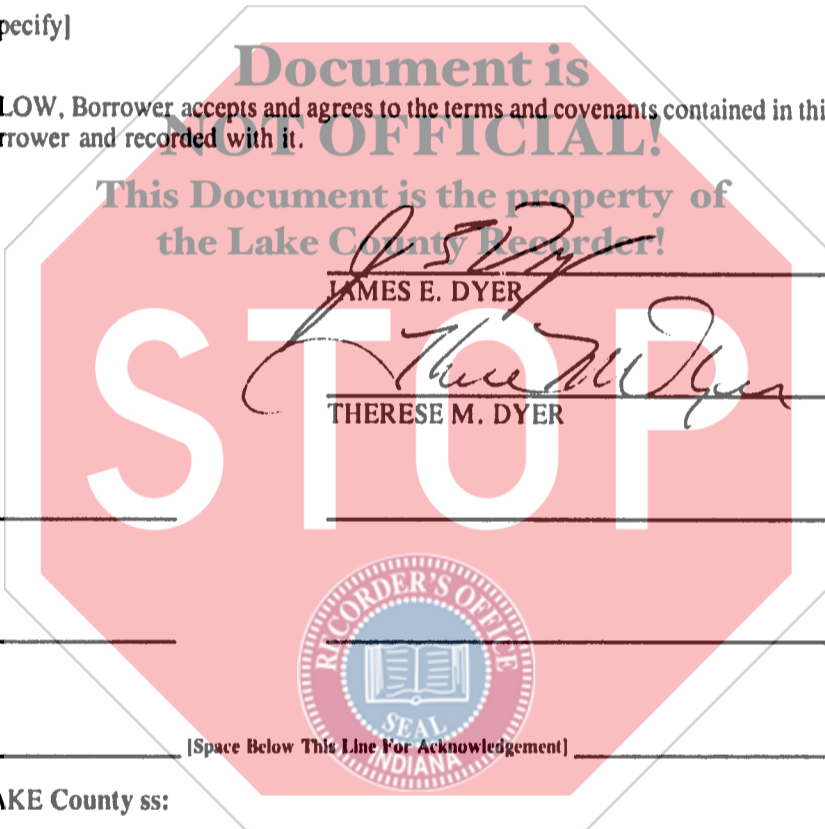 pecify]
Document is
LOW, Borrower accepts and agrees to the terms and covenants contained in thi
rrower and recorded with it.
NOT OFFICIAL!
This Document is the property of
the Lake County Recorder!
JAMES E. DYER
THERESE M. DYER
STOP
RECORDER'S OFFICE
SEAL
INDIANA
[Space Below This Line For Acknowledgement]
AKE County ss: